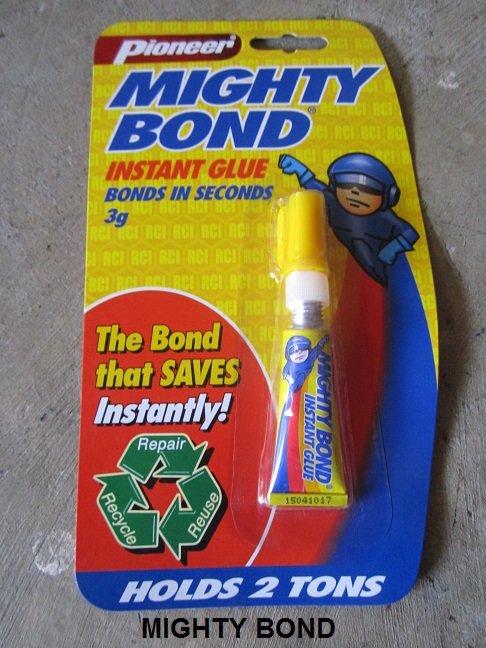 Pioneer
MIGHTY
BOND
INSTANT GLUE
BONDS IN SECONDS
3g
The Bond
that SAVES
Instantly!
Repair
Reuse
Recycle
HOLDS 2 TONS
MIGHTY BOND
INSTANT GLUE
15041017
MIGHTY BOND